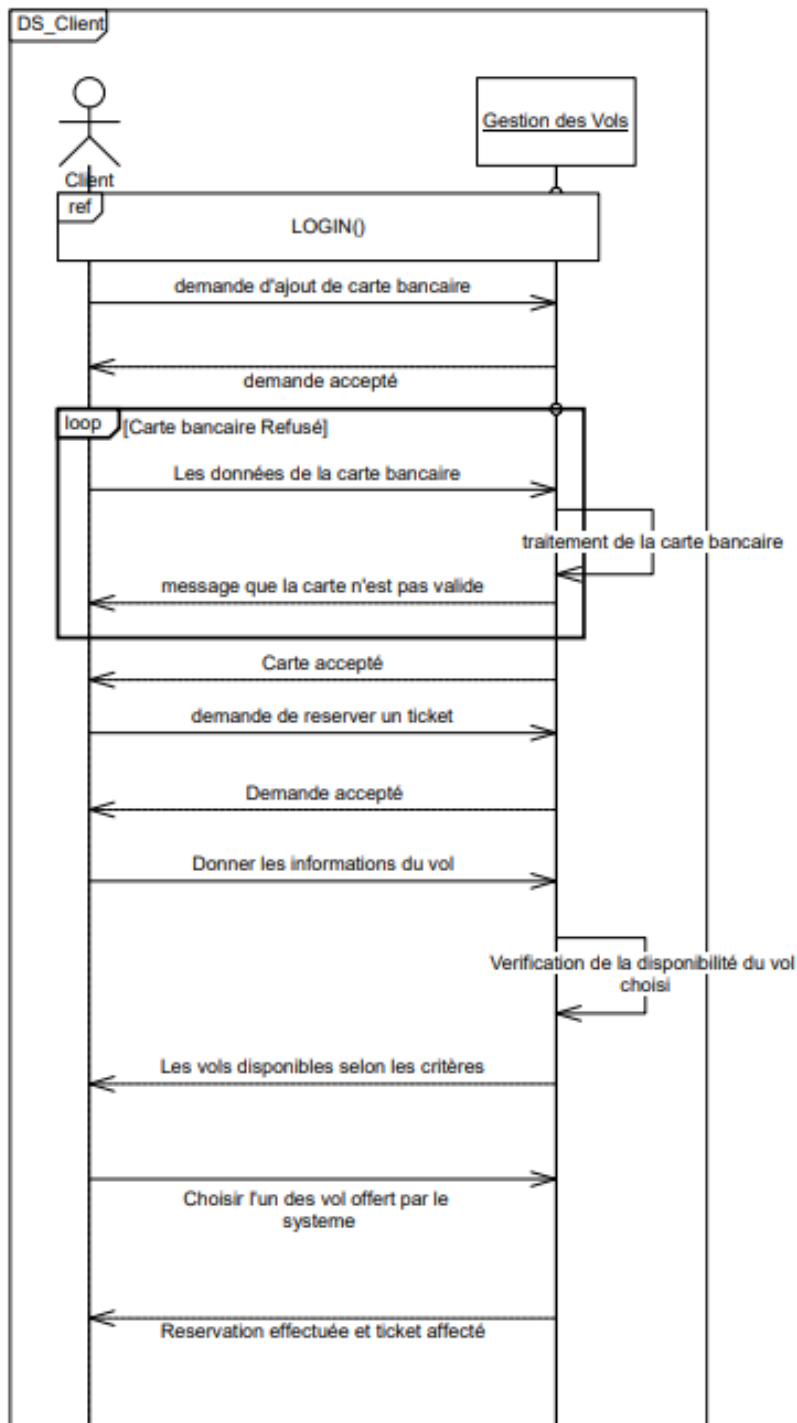 DS_Client
Gestion des Vols
Client
ref
LOGIN()
demande d'ajout de carte bancaire
demande accepté
loop
[Carte bancaire Refusé]
Les données de la carte bancaire
traitement de la carte bancaire
message que la carte n'est pas valide
Carte accepté
demande de reserver un ticket
Demande accepté
Donner les informations du vol
Verification de la disponibilité du vol
choisi
Les vols disponibles selon les critères
Choisir l'un des vol offert par le
systeme
Reservation effectuée et ticket affecté